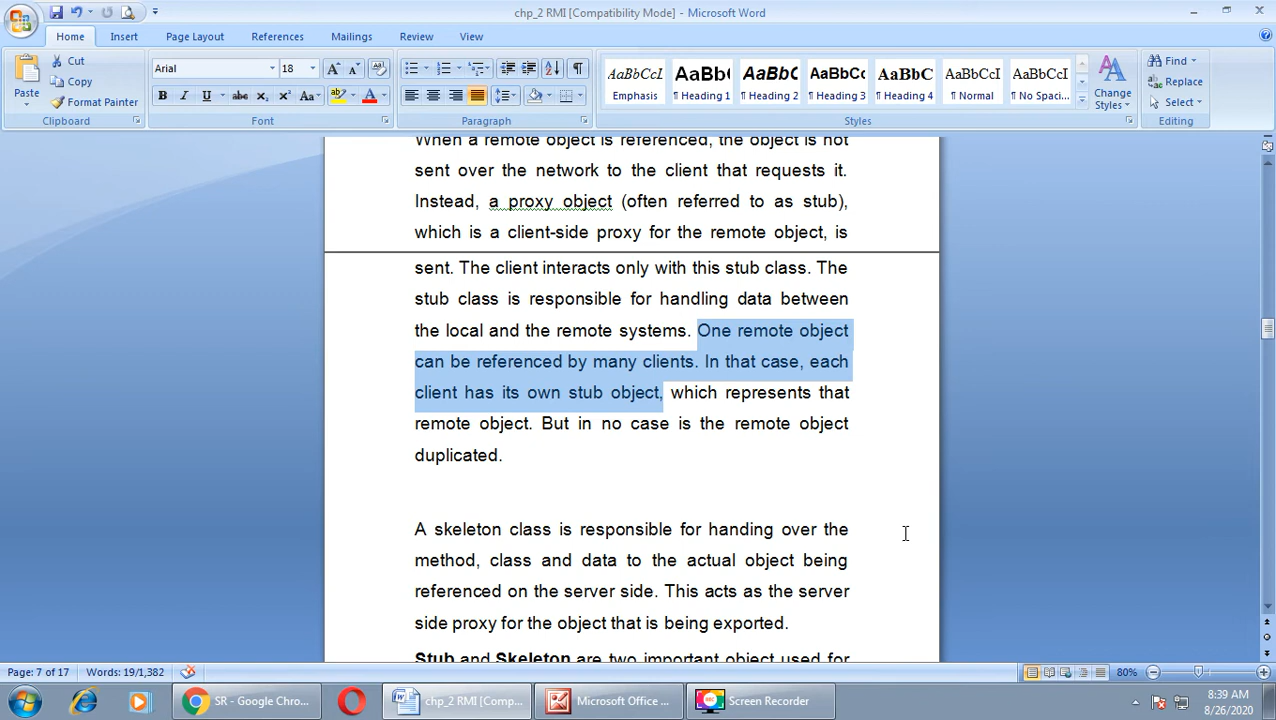 chp_2 RMI [Compatibility Mode] - Microsoft Word
Home Insert Page Layout References Mailings Review View
Paste Cut Copy Format Painter
Arial 18
AaBbCcI AaBb( AaBbC AaBbCc AaBbC AaBbCcI AaBbCcI
Emphasis ¶ Heading 1 ¶ Heading 2 ¶ Heading 3 ¶ Heading 4 ¶ Normal ¶ No Spaci...
Change Styles
Find Replace Select
Clipboard Font Paragraph Styles Editing
When a remote object is referenced, the object is not
sent over the network to the client that requests it.
Instead, a proxy object (often referred to as stub),
which is a client-side proxy for the remote object, is
sent. The client interacts only with this stub class. The
stub class is responsible for handling data between
the local and the remote systems. One remote object
can be referenced by many clients. In that case, each
client has its own stub object, which represents that
remote object. But in no case is the remote object
duplicated.
A skeleton class is responsible for handing over the
method, class and data to the actual object being
referenced on the server side. This acts as the server
side proxy for the object that is being exported.
Stub and Skeleton are two important object used for
Page: 7 of 17 Words: 19/1,382 80%
SR - Google Chro... chp_2 RMI [Comp... Microsoft Office ... Screen Recorder
8:39 AM
8/26/2020